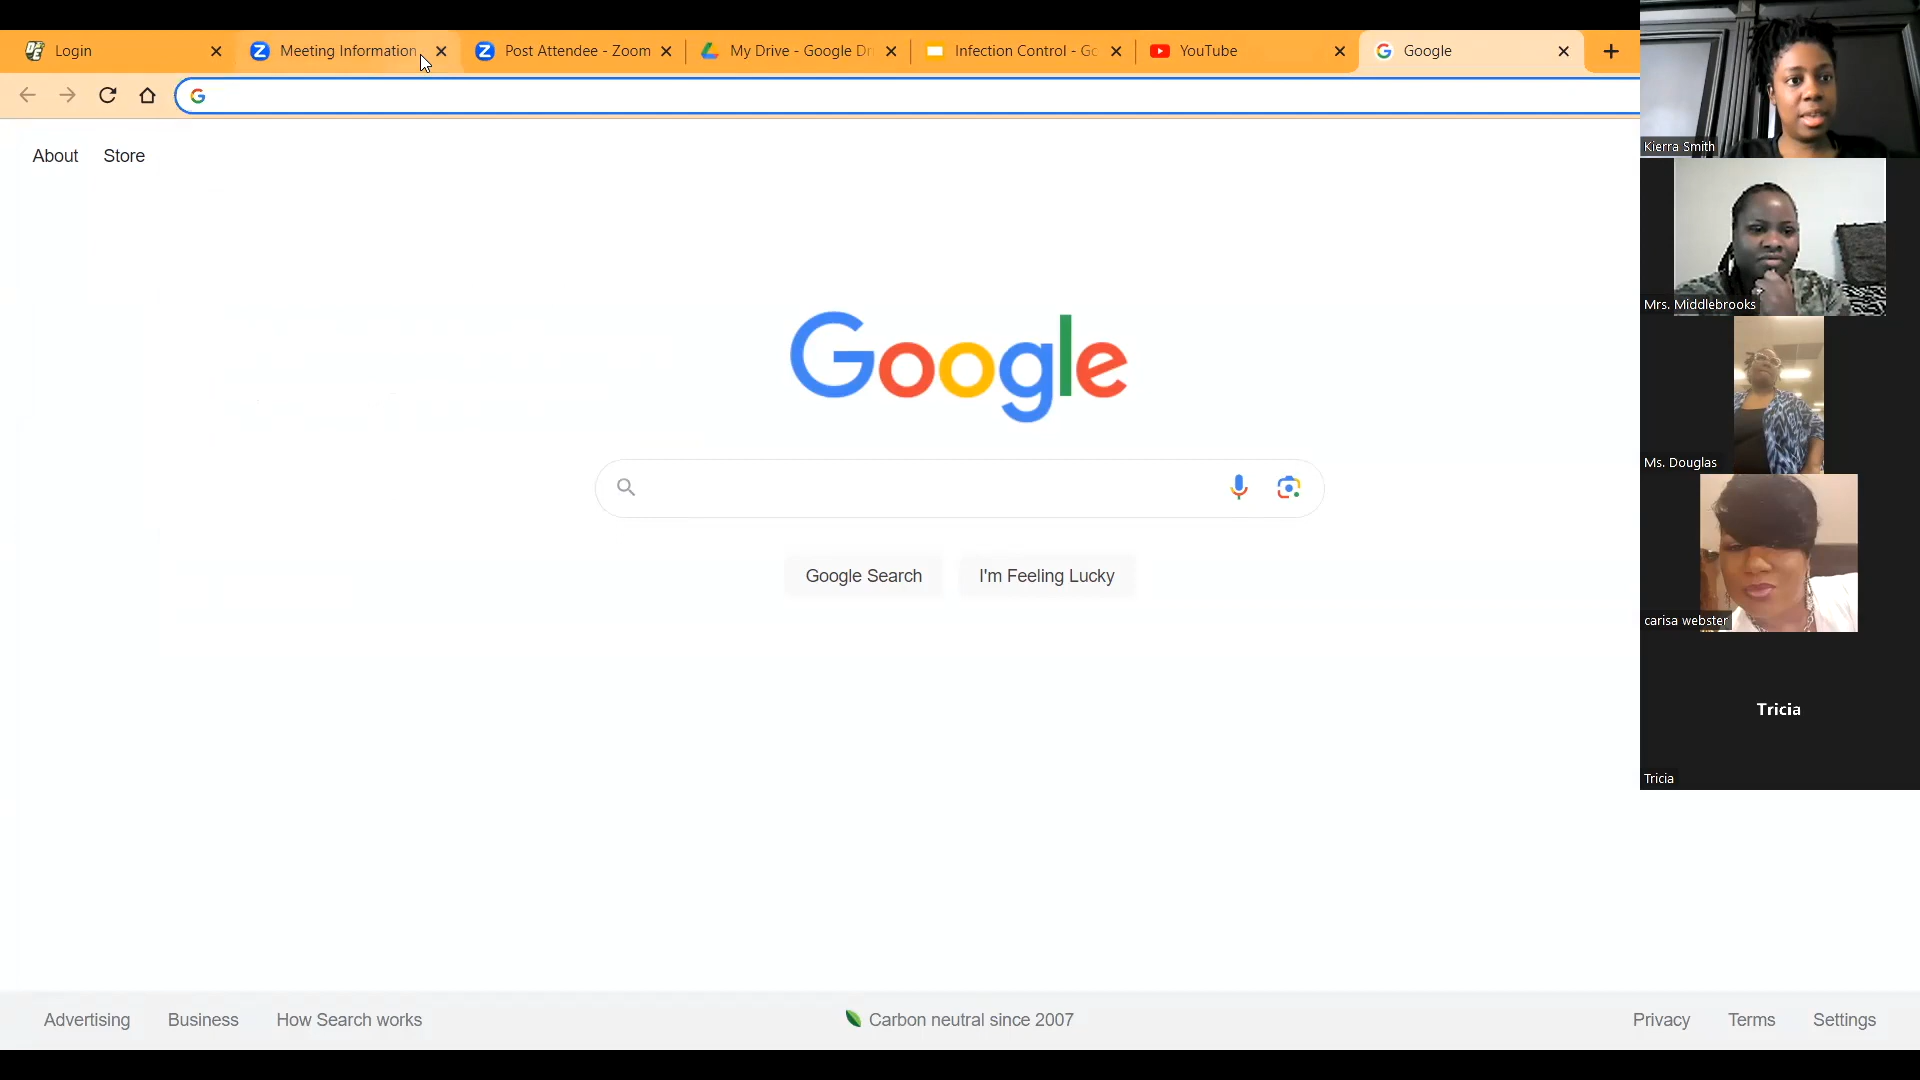 Login
Meeting Information
Post Attendee - Zoom
My Drive - Google Dr
Infection Control - Go
YouTube
Google
About
Store
Google
Google Search
I'm Feeling Lucky
Advertising
Business
How Search works
Carbon neutral since 2007
Privacy
Terms
Settings
Kierra Smith
Mrs. Middlebrooks
Ms. Douglas
carisa webster
Tricia
Tricia